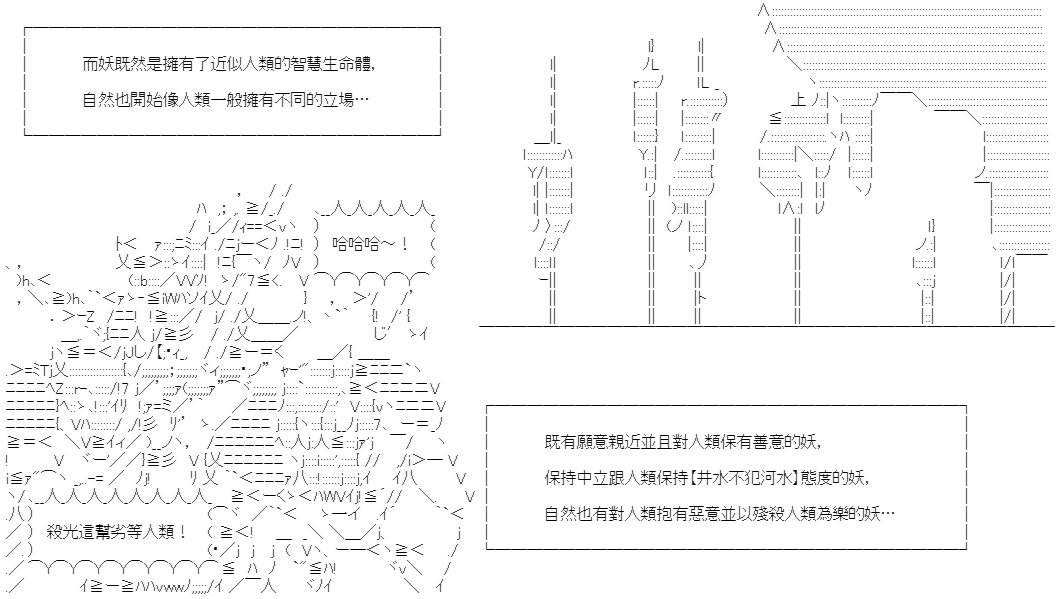 而妖既然是擁有了近似人類的智慧生命體,
自然也開始像人類一般擁有不同的立場…
哈哈哈～！
殺光這幫劣等人類！
既有願意親近並且對人類保有善意的妖,
保持中立跟人類保持【井水不犯河水】態度的妖,
自然也有對人類抱有惡意並以殘殺人類為樂的妖…